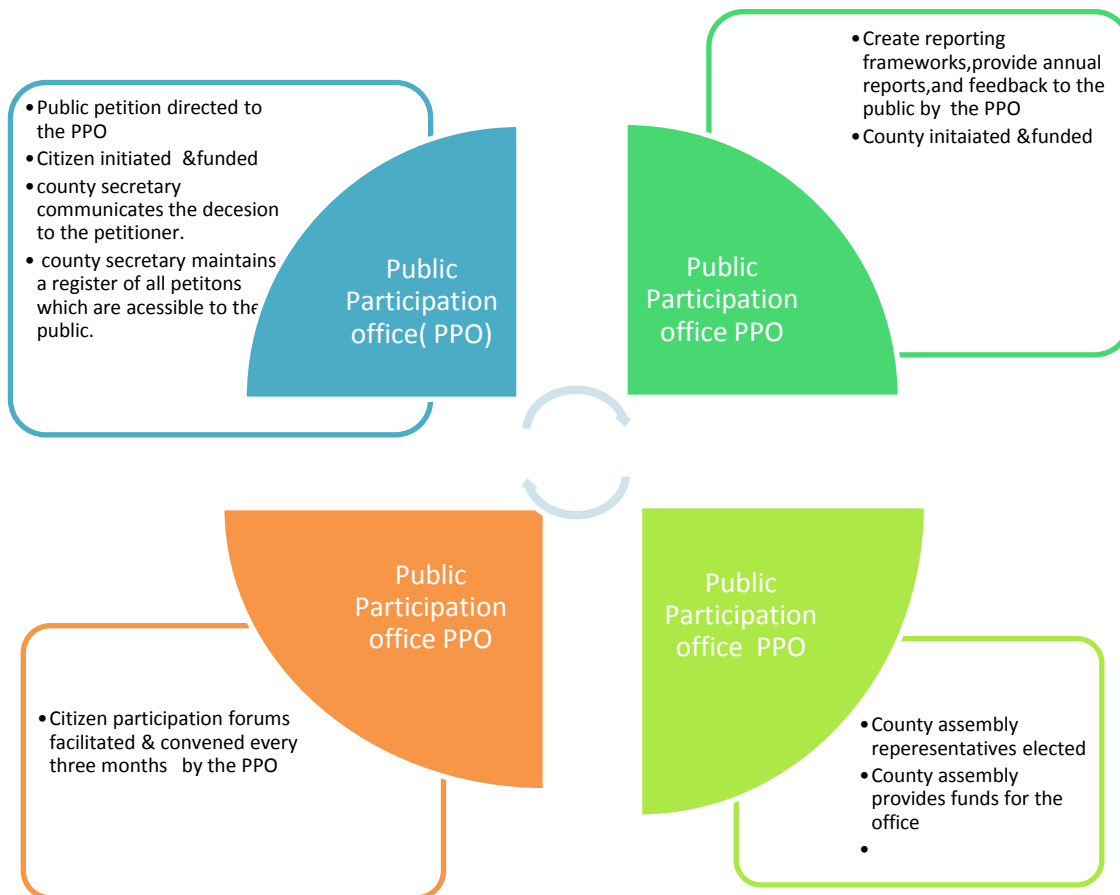 •Public petition directed to
the PPO
•Citizen initiated &funded
•county secretary
communicates the decesion
to the petitioner.
• county secretary maintains
a register of all petitons
which are acessible to the
public.
Public
Participation
office( PPO)
•Create reporting
frameworks,provide annual
reports,and feedback to the
public by the PPO
•County initaiated &funded
Public
Participation
office PPO
Public
Participation
office PPO
•Citizen participation forums
facilitated & convened every
three months by the PPO
Public
Participation
office PPO
•County assembly
reperesentatives elected
•County assembly
provides funds for the
office
•